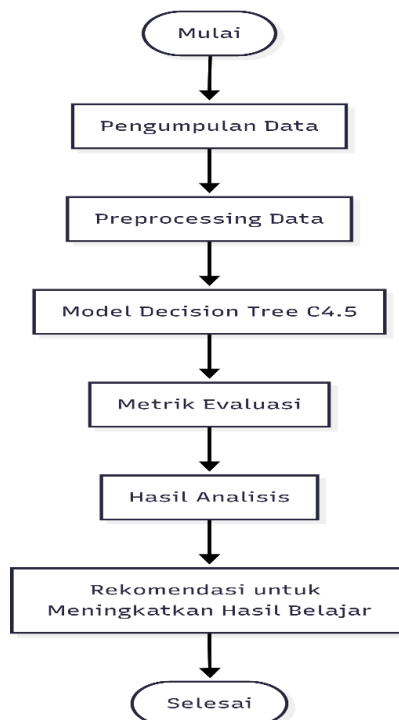 Mulai
Pengumpulan Data
Preprocessing Data
Model Decision Tree C4.5
Metrik Evaluasi
Hasil Analisis
Rekomendasi untuk
Meningkatkan Hasil Belajar
Selesai